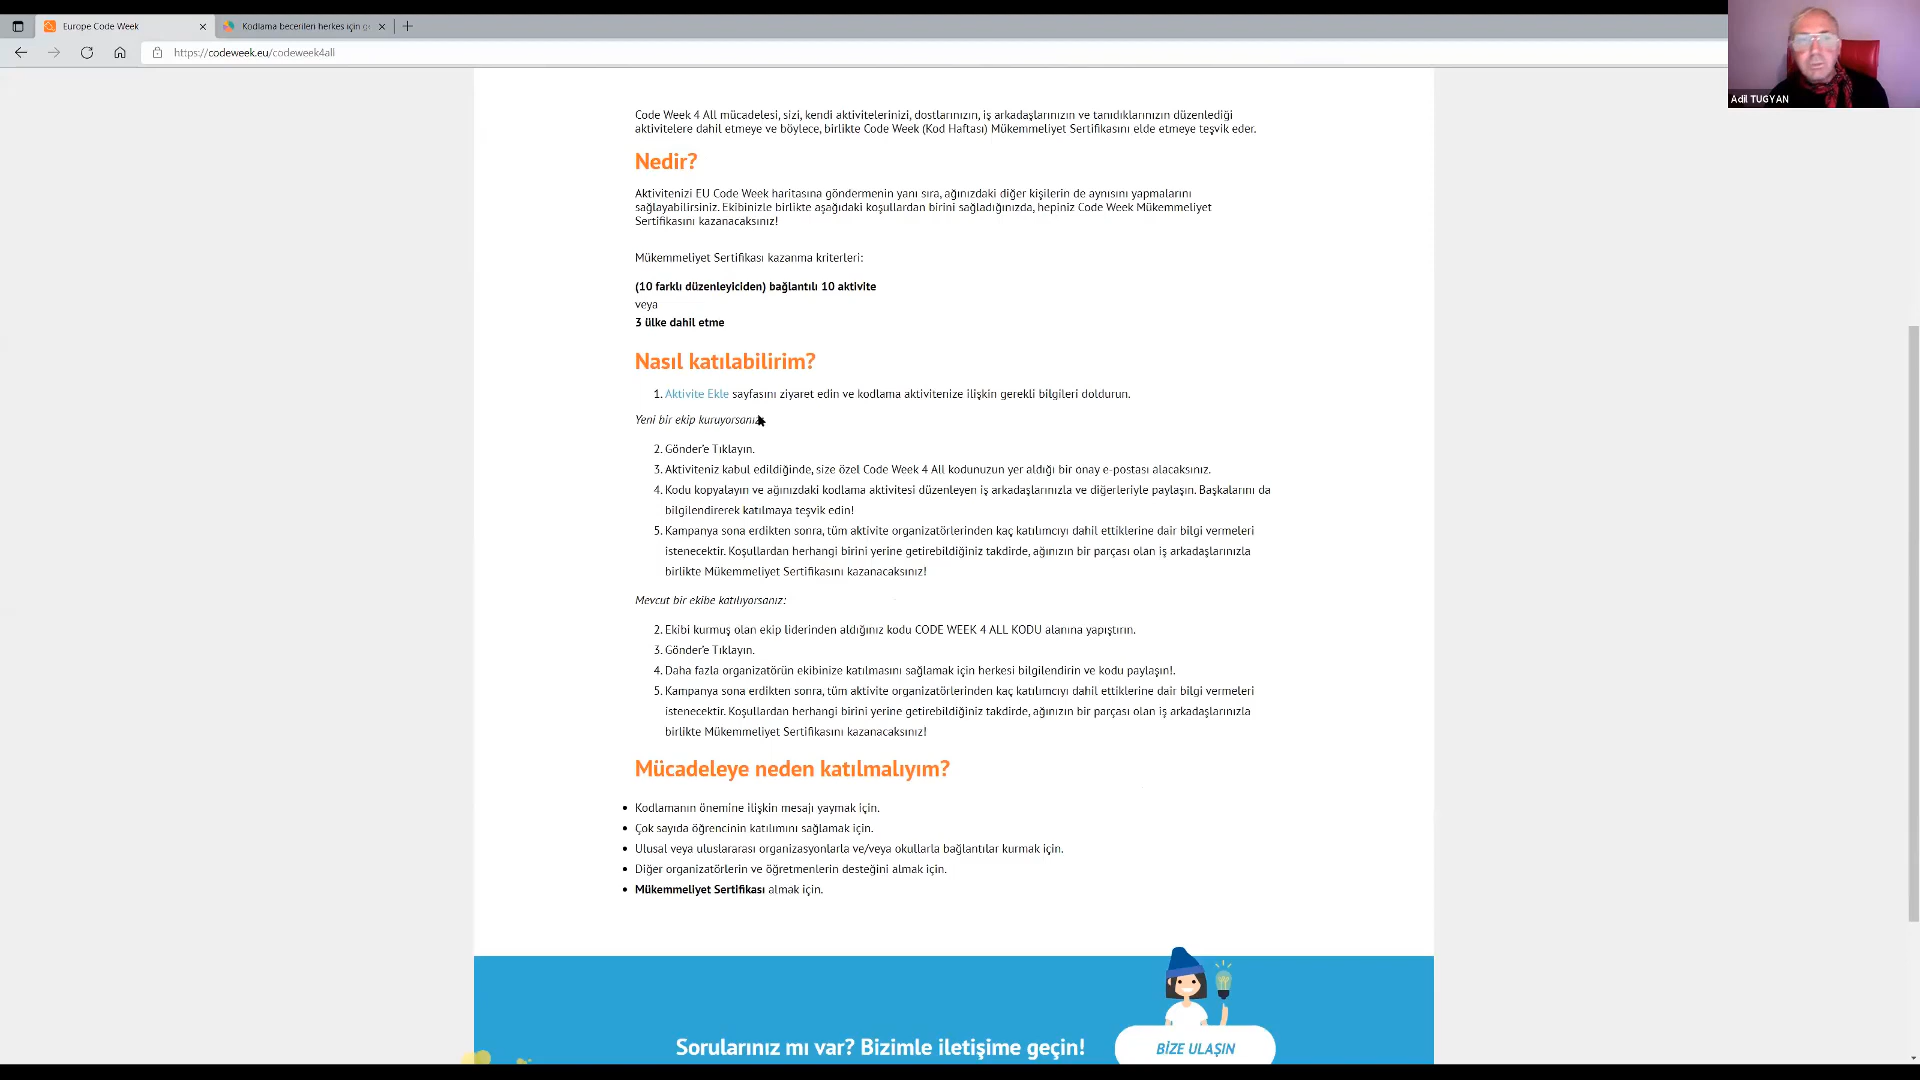 Europe Code Week
Kodlama becerileri herkes için g
https://codeweek.eu/codeweek4all
Adil TUGYAN
Code Week 4 All mücadelesi, sizi, kendi aktivitelerinizi, dostlarınızın, iş arkadaşlarınızın ve tanıdıklarınızın düzenlediği
aktivitelere dahil etmeye ve böylece, birlikte Code Week (Kod Haftası) Mükemmeliyet Sertifikasını elde etmeye teşvik eder.
Nedir?
Aktivitenizi EU Code Week haritasına göndermenin yanı sıra, ağınızdaki diğer kişilerin de aynısını yapmalarını
sağlayabilirsiniz. Ekibinizle birlikte aşağıdaki koşullardan birini sağladığınızda, hepiniz Code Week Mükemmeliyet
Sertifikasını kazanacaksınız!
Mükemmeliyet Sertifikası kazanma kriterleri:
(10 farklı düzenleyiciden) bağlantılı 10 aktivite
veya
3 ülke dahil etme
Nasıl katılabilirim?
1. Aktivite Ekle sayfasını ziyaret edin ve kodlama aktivitenize ilişkin gerekli bilgileri doldurun.
Yeni bir ekip kuruyorsanız:
2. Gönder'e Tıklayın.
3. Aktiviteniz kabul edildiğinde, size özel Code Week 4 All kodunuzun yer aldığı bir onay e-postası alacaksınız.
4. Kodu kopyalayın ve ağınızdaki kodlama aktivitesi düzenleyen iş arkadaşlarınızla ve diğerleriyle paylaşın. Başkalarını da
bilgilendirerek katılmaya teşvik edin!
5. Kampanya sona erdikten sonra, tüm aktivite organizatörlerinden kaç katılımcıyı dahil ettiklerine dair bilgi vermeleri
istenecektir. Koşullardan herhangi birini yerine getirebildiğiniz takdirde, ağınızın bir parçası olan iş arkadaşlarınızla
birlikte Mükemmeliyet Sertifikasını kazanacaksınız!
Mevcut bir ekibe katılıyorsanız:
2. Ekibi kurmuş olan ekip liderinden aldığınız kodu CODE WEEK 4 ALL KODU alanına yapıştırın.
3. Gönder'e Tıklayın.
4. Daha fazla organizatörün ekibinize katılmasını sağlamak için herkesi bilgilendirin ve kodu paylaşın!.
5. Kampanya sona erdikten sonra, tüm aktivite organizatörlerinden kaç katılımcıyı dahil ettiklerine dair bilgi vermeleri
istenecektir. Koşullardan herhangi birini yerine getirebildiğiniz takdirde, ağınızın bir parçası olan iş arkadaşlarınızla
birlikte Mükemmeliyet Sertifikasını kazanacaksınız!
Mücadeleye neden katılmalıyım?
Kodlamanın önemine ilişkin mesajı yaymak için.
Çok sayıda öğrencinin katılımını sağlamak için.
Ulusal veya uluslararası organizasyonlarla ve/veya okullarla bağlantılar kurmak için.
Diğer organizatörlerin ve öğretmenlerin desteğini almak için.
Mükemmeliyet Sertifikası almak için.
Sorularınız mı var? Bizimle iletişime geçin!
BİZE ULAŞIN